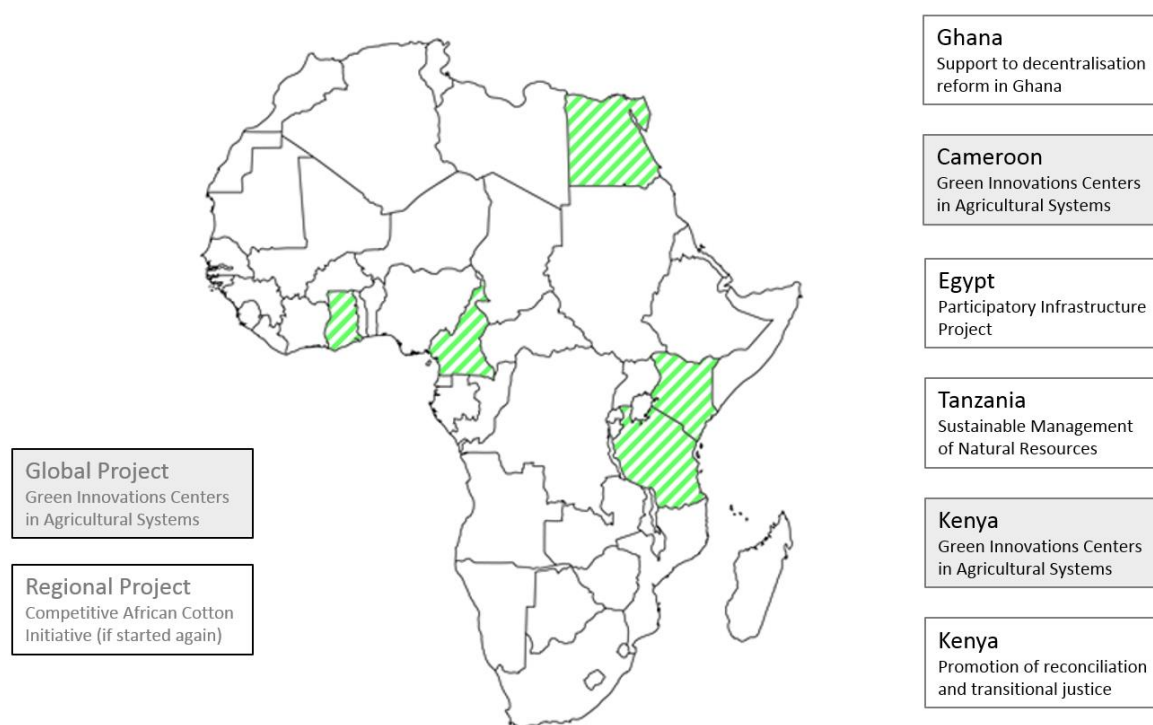 Ghana
Support to decentralisation
reform in Ghana
Cameroon
Green Innovations Centers
in Agricultural Systems
Egypt
Participatory Infrastructure
Project
Tanzania
Sustainable Management
of Natural Resources
Kenya
Green Innovations Centers
in Agricultural Systems
Kenya
Promotion of reconciliation
and transitional justice
Global Project
Green Innovations Centers
in Agricultural Systems
Regional Project
Competitive African Cotton
Initiative (if started again)